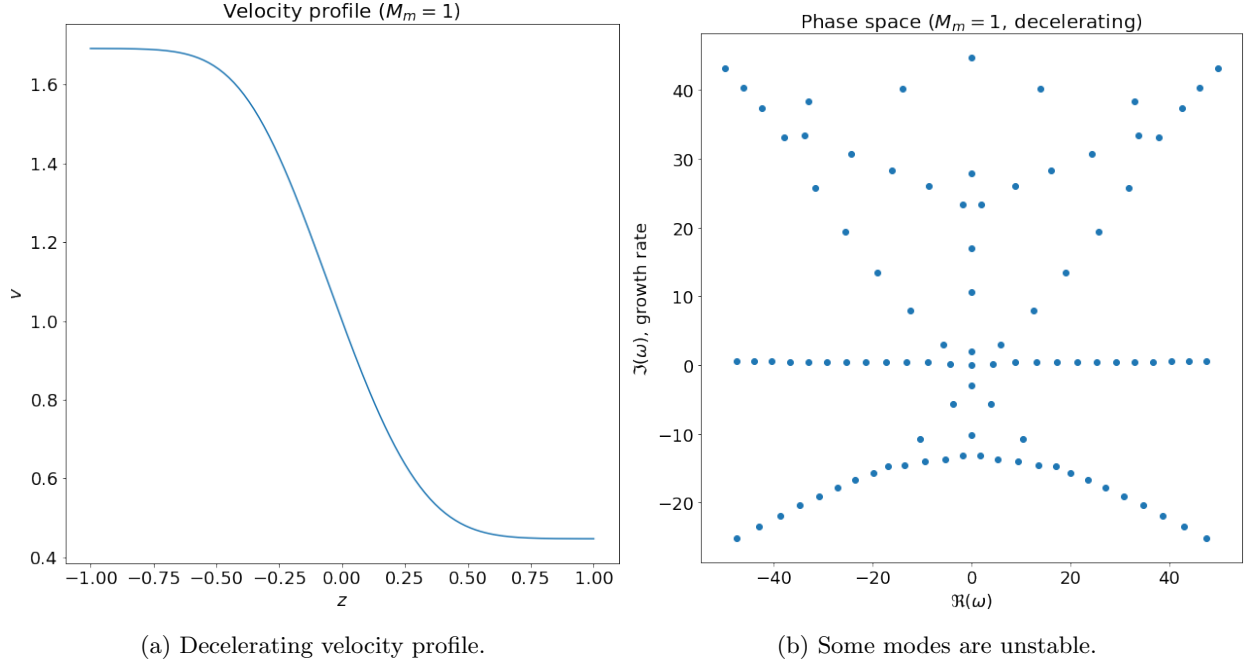 Velocity profile (M_m = 1)
1.6
1.4
1.2
1.0
0.8
0.6
0.4
v
−1.00 −0.75 −0.50 −0.25 0.00 0.25 0.50 0.75 1.00
z
(a) Decelerating velocity profile.
Phase space (M_m = 1, decelerating)
40
30
20
10
0
−10
−20
ℑ(ω), growth rate
−40 −20 0 20 40
ℜ(ω)
(b) Some modes are unstable.